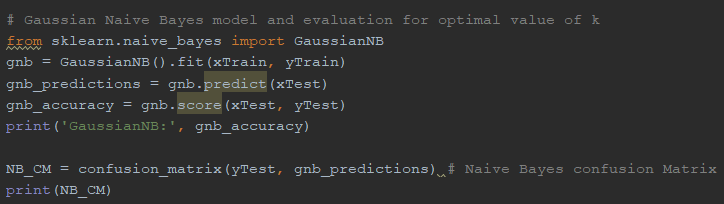 # Gaussian Naive Bayes model and evaluation for optimal value of k
from sklearn.naive_bayes import GaussianNB
gnb = GaussianNB().fit(xTrain, yTrain)
gnb_predictions = gnb.predict(xTest)
gnb_accuracy = gnb.score(xTest, yTest)
print('GaussianNB:', gnb_accuracy)

NB_CM = confusion_matrix(yTest, gnb_predictions) # Naive Bayes confusion Matrix
print(NB_CM)